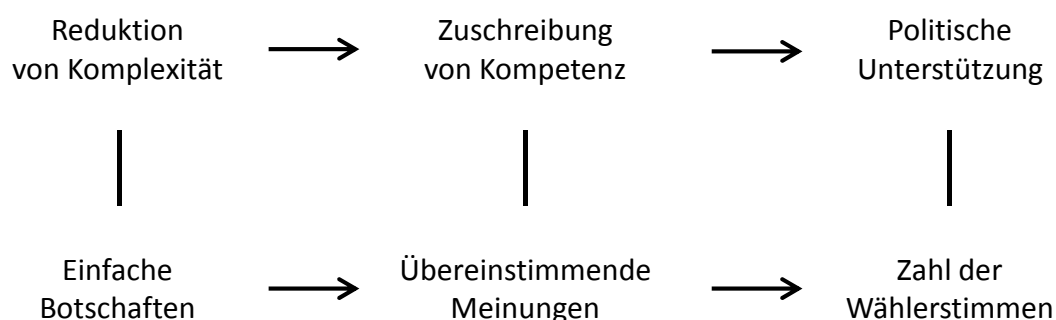 Reduktion
von Komplexität
Zuschreibung
von Kompetenz
Politische
Unterstützung
Einfache
Botschaften
Übereinstimmende
Meinungen
Zahl der
Wählerstimmen